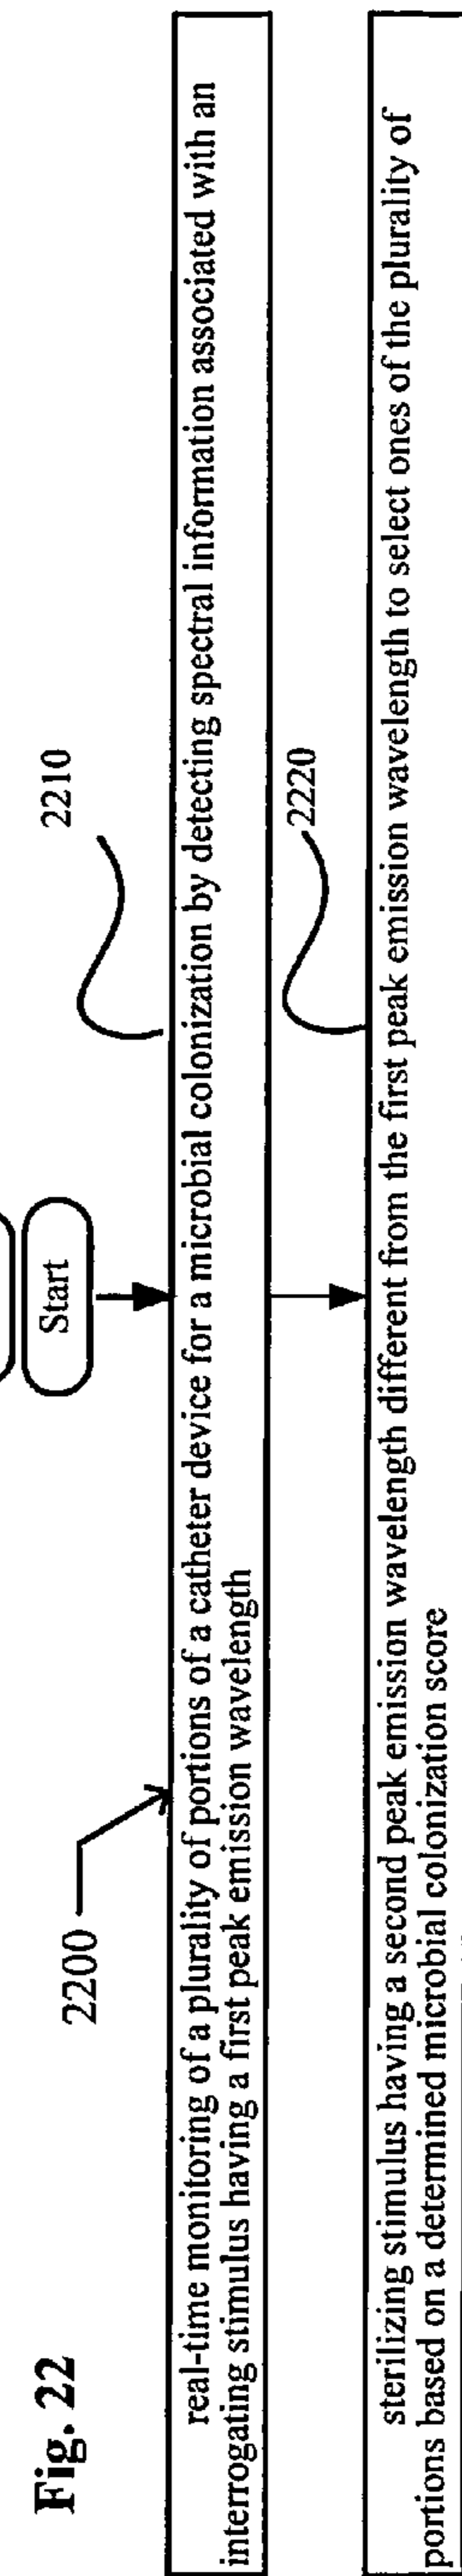 Fig. 22
Start
2200
2210
real-time monitoring of a plurality of portions of a catheter device for a microbial colonization by detecting spectral information associated with an
interrogating stimulus having a first peak emission wavelength
2220
sterilizing stimulus having a second peak emission wavelength different from the first peak emission wavelength to select ones of the plurality of
portions based on a determined microbial colonization score